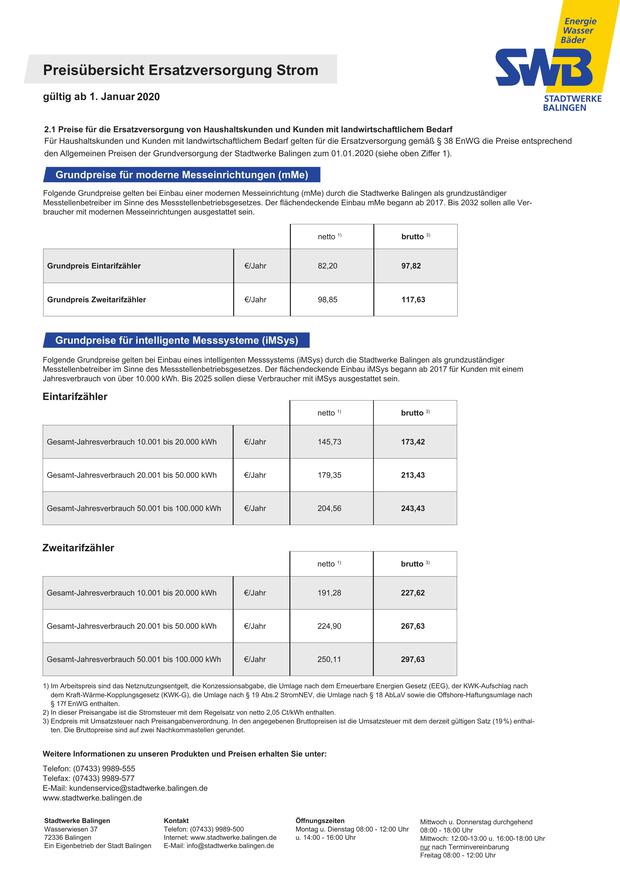 Energie
Wasser
Bäder
SWB
STADTWERKE
BALINGEN
Preisübersicht Ersatzversorgung Strom
gültig ab 1. Januar 2020
2.1 Preise für die Ersatzversorgung von Haushaltskunden und Kunden mit landwirtschaftlichem Bedarf
Für Haushaltskunden und Kunden mit landwirtschaftlichem Bedarf gelten für die Ersatzversorgung gemäß § 38 EnWG die Preise entsprechend
den Allgemeinen Preisen der Grundversorgung der Stadtwerke Balingen zum 01.01.2020 (siehe oben Ziffer 1).
Grundpreise für moderne Messeinrichtungen (mMe)
Folgende Grundpreise gelten bei Einbau einer modernen Messeinrichtung (mMe) durch die Stadtwerke Balingen als grundzuständiger
Messtellenbetreiber im Sinne des Messstellenbetriebsgesetzes. Der flächendeckende Einbau mMe begann ab 2017. Bis 2032 sollen alle Ver-
braucher mit modernen Messeinrichtungen ausgestattet sein.
netto 1) brutto 3)
Grundpreis Eintarifzähler €/Jahr 82,20 97,82
Grundpreis Zweitarifzähler €/Jahr 98,85 117,63
Grundpreise für intelligente Messsysteme (iMSys)
Folgende Grundpreise gelten bei Einbau eines intelligenten Messsystems (iMSys) durch die Stadtwerke Balingen als grundzuständiger
Messtellenbetreiber im Sinne des Messstellenbetriebsgesetzes. Der flächendeckende Einbau iMSys begann ab 2017 für Kunden mit einem
Jahresverbrauch von über 10.000 kWh. Bis 2025 sollen diese Verbraucher mit iMSys ausgestattet sein.
Eintarifzähler
netto 1) brutto 3)
Gesamt-Jahresverbrauch 10.001 bis 20.000 kWh €/Jahr 145,73 173,42
Gesamt-Jahresverbrauch 20.001 bis 50.000 kWh €/Jahr 179,35 213,43
Gesamt-Jahresverbrauch 50.001 bis 100.000 kWh €/Jahr 204,56 243,43
Zweitarifzähler
netto 1) brutto 3)
Gesamt-Jahresverbrauch 10.001 bis 20.000 kWh €/Jahr 191,28 227,62
Gesamt-Jahresverbrauch 20.001 bis 50.000 kWh €/Jahr 224,90 267,63
Gesamt-Jahresverbrauch 50.001 bis 100.000 kWh €/Jahr 250,11 297,63
1) Im Arbeitspreis sind das Netznutzungsentgelt, die Konzessionsabgabe, die Umlage nach dem Erneuerbare Energien Gesetz (EEG), der KWK-Aufschlag nach
dem Kraft-Wärme-Kopplungsgesetz (KWK-G), die Umlage nach § 19 Abs.2 StromNEV, die Umlage nach § 18 AbLaV sowie die Offshore-Haftungsumlage nach
§ 17f EnWG enthalten.
2) In dieser Preisangabe ist die Stromsteuer mit dem Regelsatz von netto 2,05 Ct/kWh enthalten.
3) Endpreis mit Umsatzsteuer nach Preisangabenverordnung. In den angegebenen Bruttopreisen ist die Umsatzsteuer mit dem derzeit gültigen Satz (19%) enthal-
ten. Die Bruttopreise sind auf zwei Nachkommastellen gerundet.
Weitere Informationen zu unseren Produkten und Preisen erhalten Sie unter:
Telefon: (07433) 9989-555
Telefax: (07433) 9989-577
E-Mail: kundenservice@stadtwerke.balingen.de
www.stadtwerke.balingen.de
Stadtwerke Balingen
Wasserwiesen 37
72336 Balingen
Ein Eigenbetrieb der Stadt Balingen
Kontakt
Telefon: (07433) 9989-500
Internet: www.stadtwerke.balingen.de
E-Mail: info@stadtwerke.balingen.de
Öffnungszeiten
Montag u. Dienstag 08:00 - 12:00 Uhr
u. 14:00 - 16:00 Uhr
Mittwoch u. Donnerstag durchgehend
08:00 - 18:00 Uhr
Mittwoch: 12:00-13:00 u. 16:00-18:00 Uhr
nur nach Terminvereinbarung
Freitag 08:00 - 12:00 Uhr